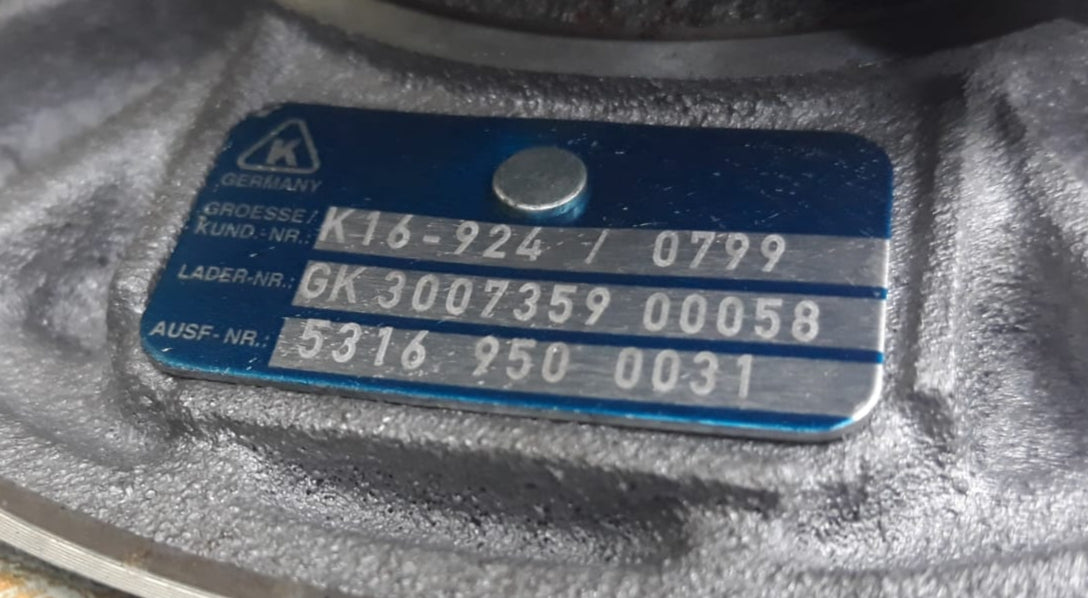 K
GERMANY
GROESSE/
KUND.-NR.: K16-924 / 0799
LADER-NR.: GK 3007359 00058
AUSF-NR.: 5316 950 0031